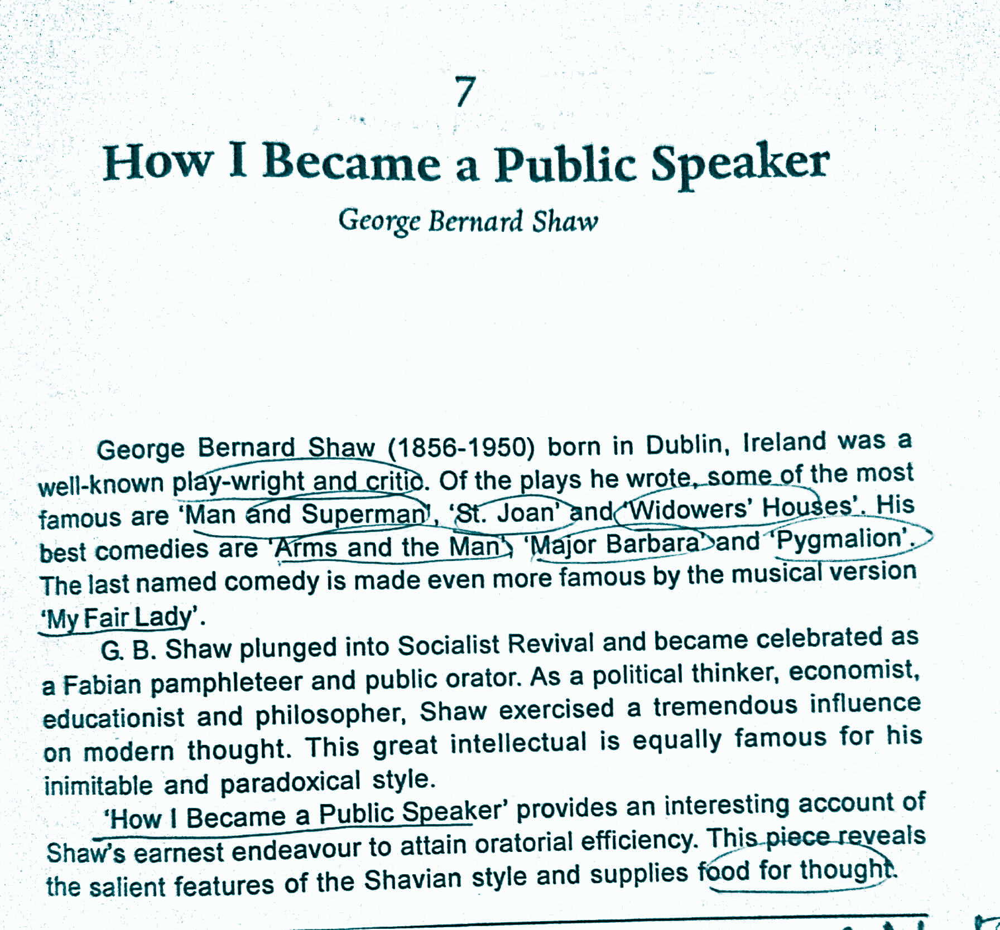 7
How I Became a Public Speaker
George Bernard Shaw
George Bernard Shaw (1856-1950) born in Dublin, Ireland was a
well-known play-wright and critic. Of the plays he wrote, some of the most
famous are ‘Man and Superman’, ‘St. Joan’ and ‘Widowers’ Houses’. His
best comedies are ‘Arms and the Man’, ‘Major Barbara’ and ‘Pygmalion’.
The last named comedy is made even more famous by the musical version
‘My Fair Lady’.
G. B. Shaw plunged into Socialist Revival and became celebrated as
a Fabian pamphleteer and public orator. As a political thinker, economist,
educationist and philosopher, Shaw exercised a tremendous influence
on modern thought. This great intellectual is equally famous for his
inimitable and paradoxical style.
‘How I Became a Public Speaker’ provides an interesting account of
Shaw’s earnest endeavour to attain oratorial efficiency. This piece reveals
the salient features of the Shavian style and supplies food for thought.